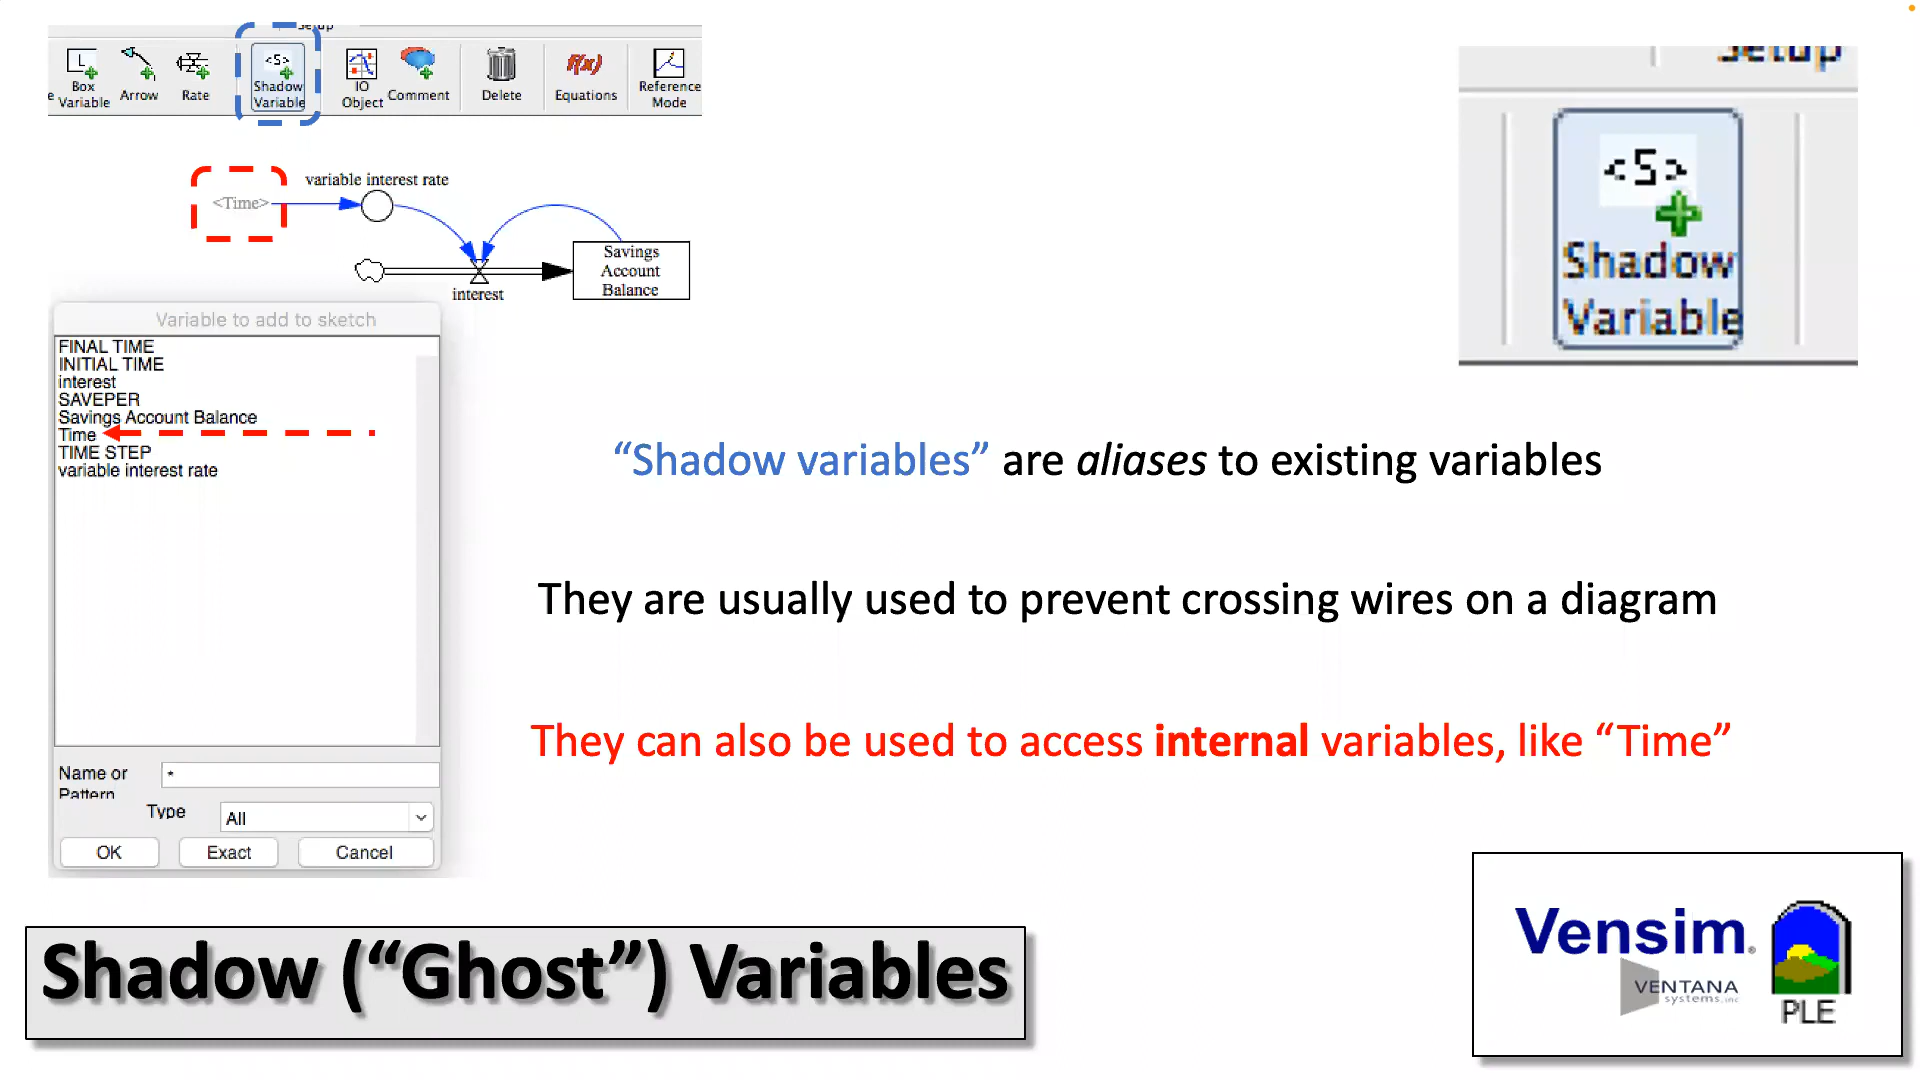 Setup
Box
Variable
Arrow
Rate
<S>
Shadow
Variable
IO
Object
Comment
Delete
f(x)
Equations
Reference
Mode
<Time>
variable interest rate
Savings
Account
Balance
interest
Variable to add to sketch
FINAL TIME
INITIAL TIME
interest
SAVEPER
Savings Account Balance
Time
TIME STEP
variable interest rate
Name or
Pattern
*
Type
All
OK
Exact
Cancel
Setup
<S>
Shadow
Variable
“Shadow variables” are aliases to existing variables
They are usually used to prevent crossing wires on a diagram
They can also be used to access internal variables, like “Time”
Shadow (“Ghost”) Variables
Vensim®
VENTANA
systems, inc
PLE